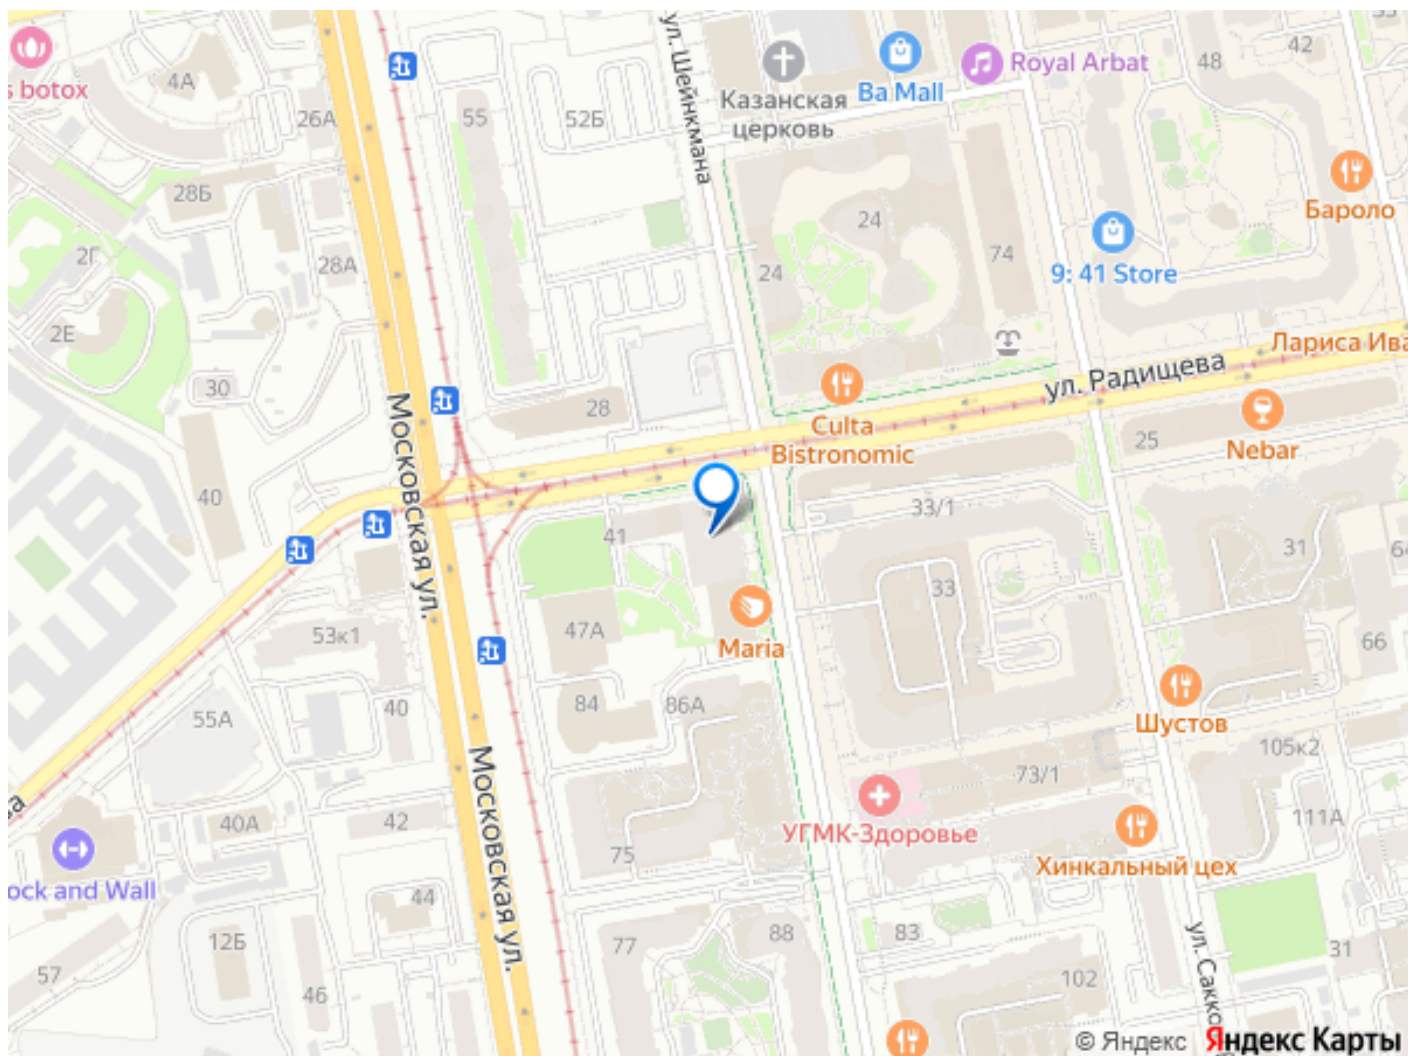 s botox
4А
26А
55
52Б
ул. Шейнкмана
Казанская
церковь
Ba Mall
Royal Arbat
48
42
28Б
2Г
28А
2Е
30
24
24
74
9: 41 Store
Бароло
Лариса Ива
ул. Радищева
Culta
Bistronomic
25
Nebar
28
40
Московская ул.
41
33/1
33
31
64
66
53к1
47А
Maria
55А
40
84
86А
Шустов
105к2
73/1
111А
УГМК-Здоровье
Хинкальный цех
40А
42
ock and Wall
44
75
Московская ул.
12Б
57
46
77
88
83
102
31
ул. Сакко
© Яндекс Яндекс Карты